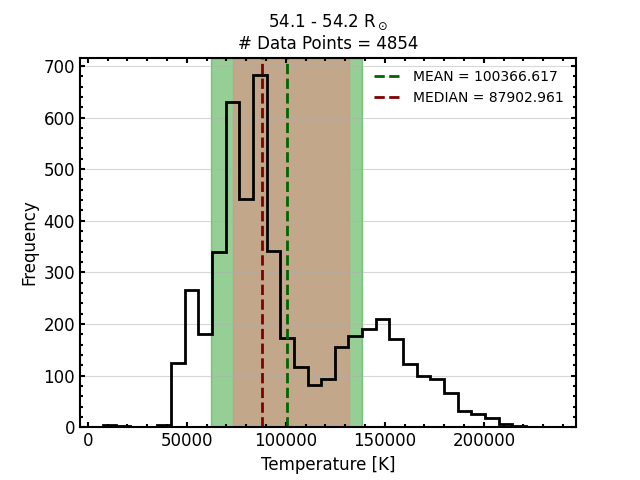 54.1 - 54.2 R⊙
# Data Points = 4854
MEAN = 100366.617
MEDIAN = 87902.961
Frequency
700
600
500
400
300
200
100
0
0 50000 100000 150000 200000
Temperature [K]